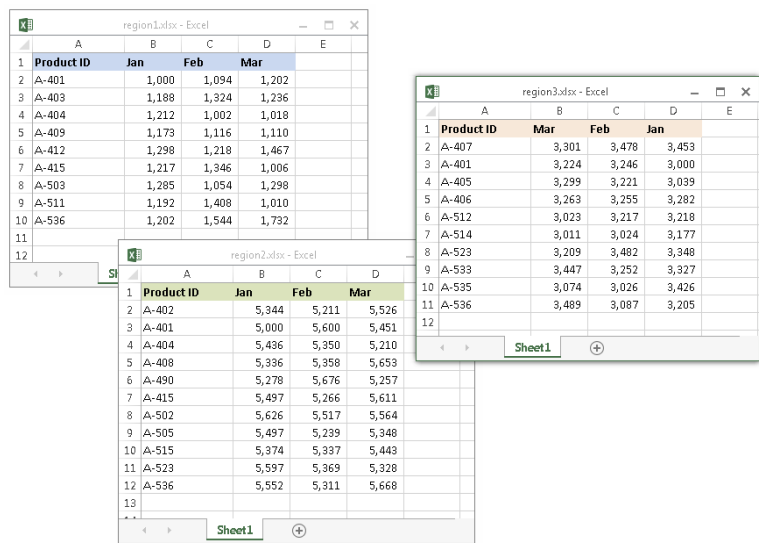 region1.xlsx - Excel
A B C D E
1 Product ID Jan Feb Mar
2 A-401 1,000 1,094 1,202
3 A-403 1,188 1,324 1,236
4 A-404 1,212 1,002 1,018
5 A-409 1,173 1,116 1,110
6 A-412 1,298 1,218 1,467
7 A-415 1,217 1,346 1,006
8 A-503 1,285 1,054 1,298
9 A-511 1,192 1,408 1,010
10 A-536 1,202 1,544 1,732
11
12
region2.xlsx - Excel
A B C D
1 Product ID Jan Feb Mar
2 A-402 5,344 5,211 5,526
3 A-401 5,000 5,600 5,451
4 A-404 5,436 5,350 5,210
5 A-408 5,336 5,358 5,653
6 A-490 5,278 5,676 5,257
7 A-415 5,497 5,266 5,611
8 A-502 5,626 5,517 5,564
9 A-505 5,497 5,239 5,348
10 A-515 5,374 5,337 5,443
11 A-523 5,597 5,369 5,328
12 A-536 5,552 5,311 5,668
13
Sheet1
region3.xlsx - Excel
A B C D E
1 Product ID Mar Feb Jan
2 A-407 3,301 3,478 3,453
3 A-401 3,224 3,246 3,000
4 A-405 3,299 3,221 3,039
5 A-406 3,263 3,255 3,282
6 A-512 3,023 3,217 3,218
7 A-514 3,011 3,024 3,177
8 A-523 3,209 3,482 3,348
9 A-533 3,447 3,252 3,327
10 A-535 3,074 3,026 3,426
11 A-536 3,489 3,087 3,205
12
Sheet1